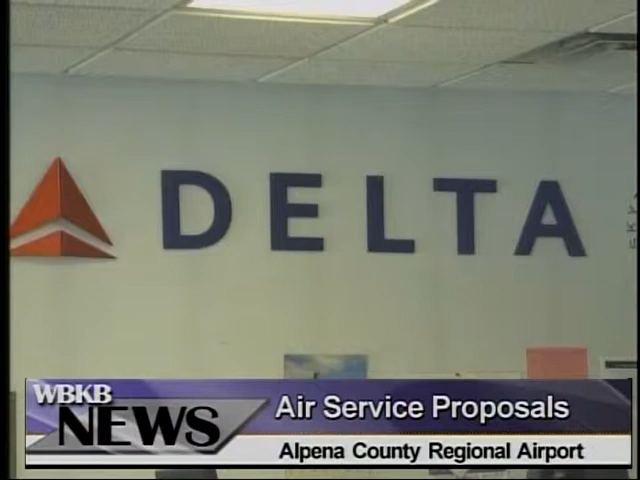 DELTA
WBKB
NEWS
Air Service Proposals
Alpena County Regional Airport